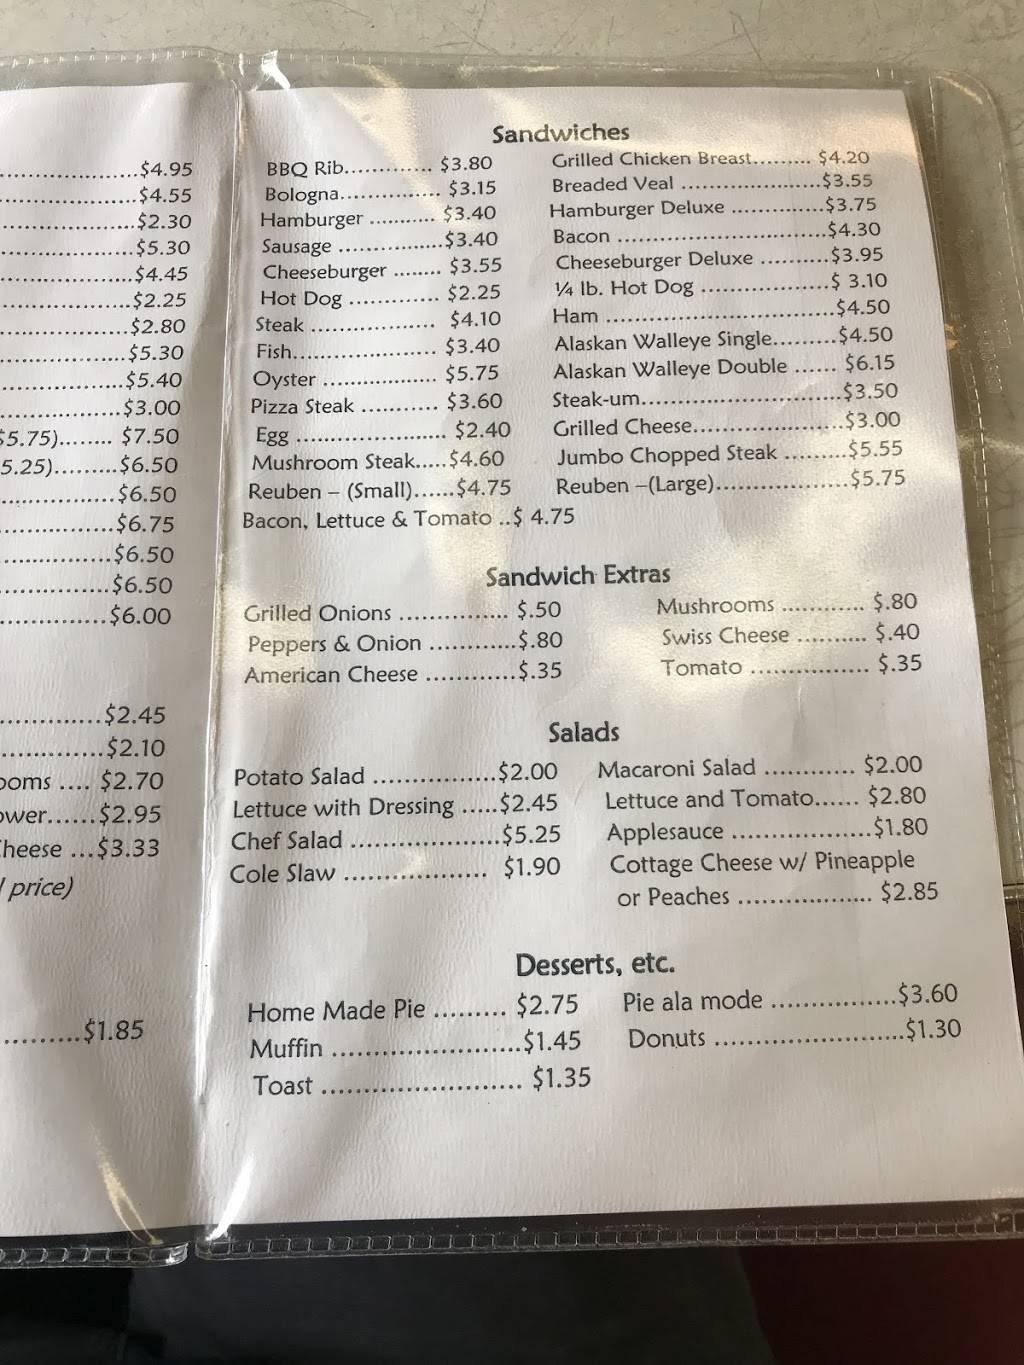 ....................$4.95
....................$4.55
....................$2.30
....................$5.30
....................$4.45
....................$2.25
....................$2.80
....................$5.30
....................$5.40
....................$3.00
$5.75)........ $7.50
5.25).........$6.50
....................$6.50
....................$6.75
....................$6.50
....................$6.50
....................$6.00
..............$2.45
..............$2.10
ooms .... $2.70
ower......$2.95
Cheese ...$3.33
price)
..........$1.85
Sandwiches
BBQ Rib............. $3.80
Bologna............... $3.15
Hamburger ........... $3.40
Sausage ................$3.40
Cheeseburger ........ $3.55
Hot Dog .............. $2.25
Steak ................... $4.10
Fish...................... $3.40
Oyster ................. $5.75
Pizza Steak ............ $3.60
Egg ....................... $2.40
Mushroom Steak.....$4.60
Reuben – (Small)......$4.75
Bacon, Lettuce & Tomato ..$ 4.75
Grilled Chicken Breast......... $4.20
Breaded Veal .....................$3.55
Hamburger Deluxe ..............$3.75
Bacon ................................$4.30
Cheeseburger Deluxe ..........$3.95
¼ lb. Hot Dog ...................$ 3.10
Ham ..................................$4.50
Alaskan Walleye Single.........$4.50
Alaskan Walleye Double ...... $6.15
Steak-um..............................$3.50
Grilled Cheese.......................$3.00
Jumbo Chopped Steak .........$5.55
Reuben –(Large)....................$5.75
Sandwich Extras
Grilled Onions ................ $.50
Peppers & Onion ............$.80
American Cheese ............$.35
Mushrooms ............ $.80
Swiss Cheese .......... $.40
Tomato ................. $.35
Salads
Potato Salad .................$2.00
Lettuce with Dressing .....$2.45
Chef Salad ....................$5.25
Cole Slaw ................... $1.90
Macaroni Salad ............ $2.00
Lettuce and Tomato...... $2.80
Applesauce ...................$1.80
Cottage Cheese w/ Pineapple
or Peaches .................. $2.85
Desserts, etc.
Home Made Pie ......... $2.75
Muffin .........................$1.45
Toast .......................... $1.35
Pie ala mode .................$3.60
Donuts .........................$1.30